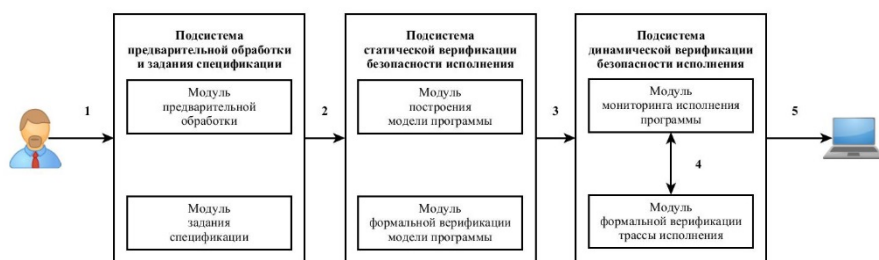 Подсистема
предварительной обработки
и задания спецификации
Модуль
предварительной
обработки
Модуль
задания
спецификации
Подсистема
статической верификации
безопасности исполнения
Модуль
построения
модели программы
Модуль
формальной верификации
модели программы
Подсистема
динамической верификации
безопасности исполнения
Модуль
мониторинга исполнения
программы
Модуль
формальной верификации
трассы исполнения
1
2
3
4
5